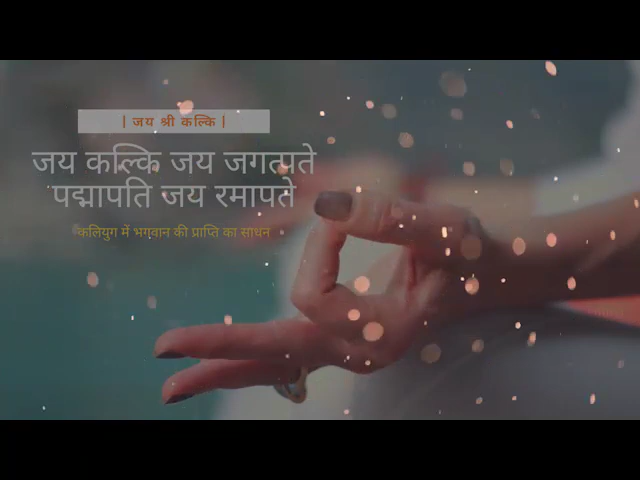 | जय श्री कल्कि |
जय कल्कि जय जगत्पते
पद्मापति जय रमापते
कलियुग में भगवान की प्राप्ति का साधन